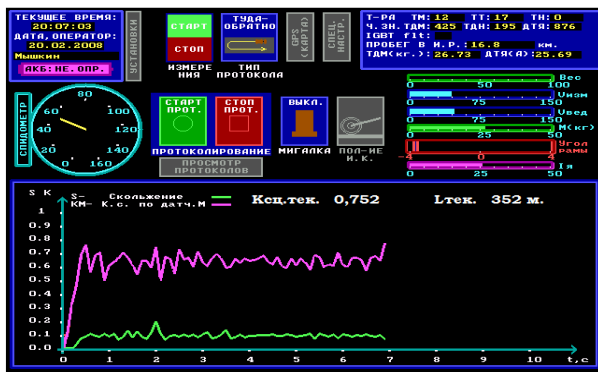 ТЕКУЩЕЕ ВРЕМЯ:
20:07:03
ДАТА,ОПЕРАТОР:
20.02.2008
Мышкин
АКБ:НЕ.ОПР.
УСТАНОВКИ
СТАРТ
СТОП
ИЗМЕРЕ
НИЯ
ТУДА-
ОБРАТНО
ТИП
ПРОТОКОЛА
GPS
(КАРТА)
СПЕЦ.
НАСТР.
Т-РА ТМ:12 ТТ:17 ТН:0
Ч.ЗН.ТДМ:425 ТДН:195 ДТЯ:876
IGBT flt:
ПРОБЕГ В И.Р.:16.8 км.
ТДМ(кг.):26.73 ДТЯ(А):25.69
СПИДОМЕТР
0 20 40 60 80 100 120 140 160
СТАРТ
ПРОТ.
СТОП
ПРОТ.
ПРОТОКОЛИРОВАНИЕ
ПРОСМОТР
ПРОТОКОЛОВ
ВЫКЛ.
МИГАЛКА
ПОЛ-ИЕ
И.К.
Вес
0 50 100
Uизм
0 75 150
Uвед
0 75 150
М(кг)
0 25 50
Угол
рамы
-4 0 4
Iя
0 25 50
S К
S- Скольжение
КМ- К.с. по датч.М
Ксц.тек. 0,752
Lтек. 352 м.
1
0.9
0.8
0.7
0.6
0.5
0.4
0.3
0.2
0.1
0.0
0 1 2 3 4 5 6 7 8 9 10 t,c